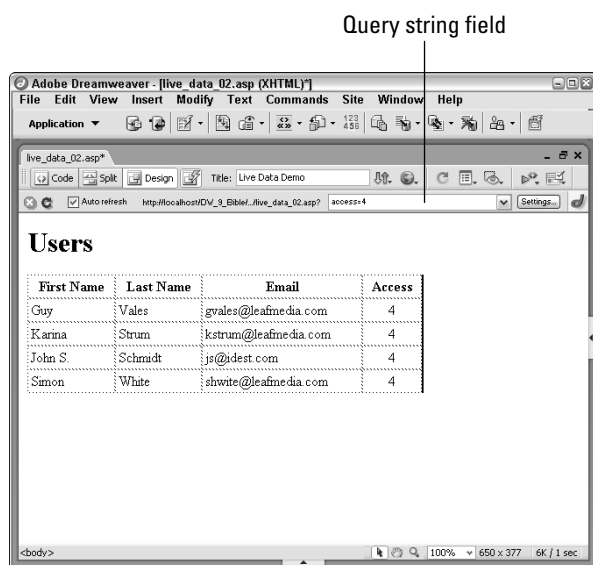 Query string field
Adobe Dreamweaver - [live_data_02.asp (XHTML)*]
File Edit View Insert Modify Text Commands Site Window Help
Application
123
456
live_data_02.asp*
Code Split Design Title: Live Data Demo
Auto refresh http://localhost/DW_9_Bible/.../live_data_02.asp? access=4 Settings...
Users
First Name Last Name Email Access
Guy Vales gvales@leafmedia.com 4
Karina Strum kstrum@leafmedia.com 4
John S. Schmidt js@idest.com 4
Simon White shwite@leafmedia.com 4
<body> 100% 650 x 377 6K / 1 sec